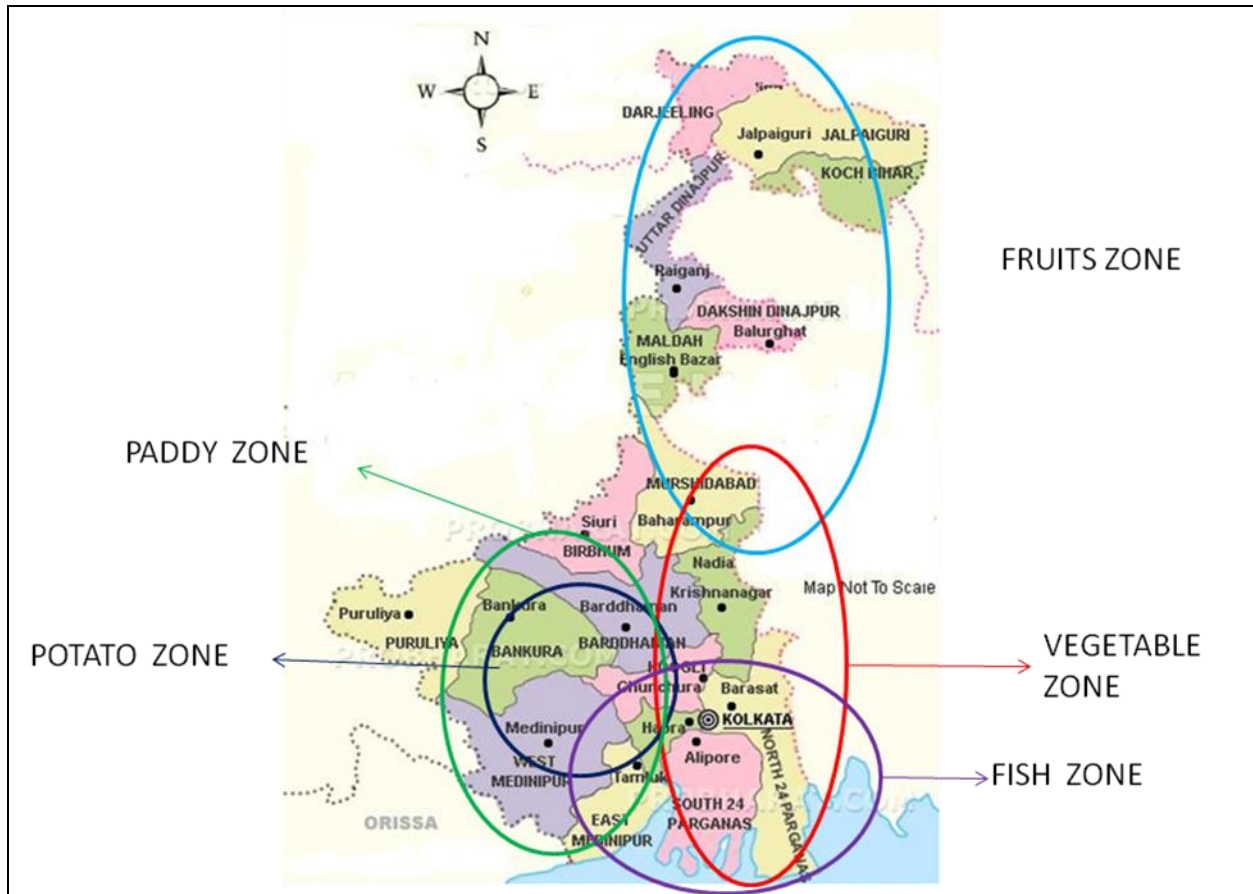 N
W
E
S
DARJEELING
Jalpaiguri
JALPAIGURI
KOCH BIHAR
UTTAR DINAJPUR
FRUITS ZONE
Raiganj
DAKSHIN DINAJPUR
Balurghat
MALDAH
English Bazar
PADDY ZONE
MURSHIDABAD
Baharampur
Siuri
BIRBHUM
Nadia
Krishnanagar
Map Not To Scale
Puruliya
PURULIYA
Bankura
BANKURA
Barddhaman
BARDDHAMAN
POTATO ZONE
VEGETABLE
ZONE
HOOGLI
Chunchura
Barasat
KOLKATA
Medinipur
WEST
MEDINIPUR
Alipore
Tamluk
FISH ZONE
NORTH 24 PARGANAS
SOUTH 24
PARGANAS
EAST
MEDINIPUR
ORISSA